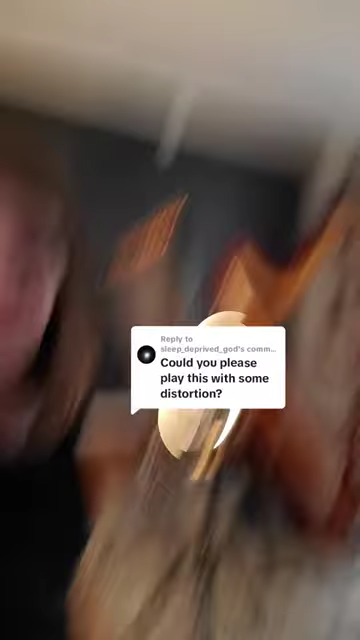 Reply to
sleep_deprived_god's comm...
Could you please
play this with some
distortion?